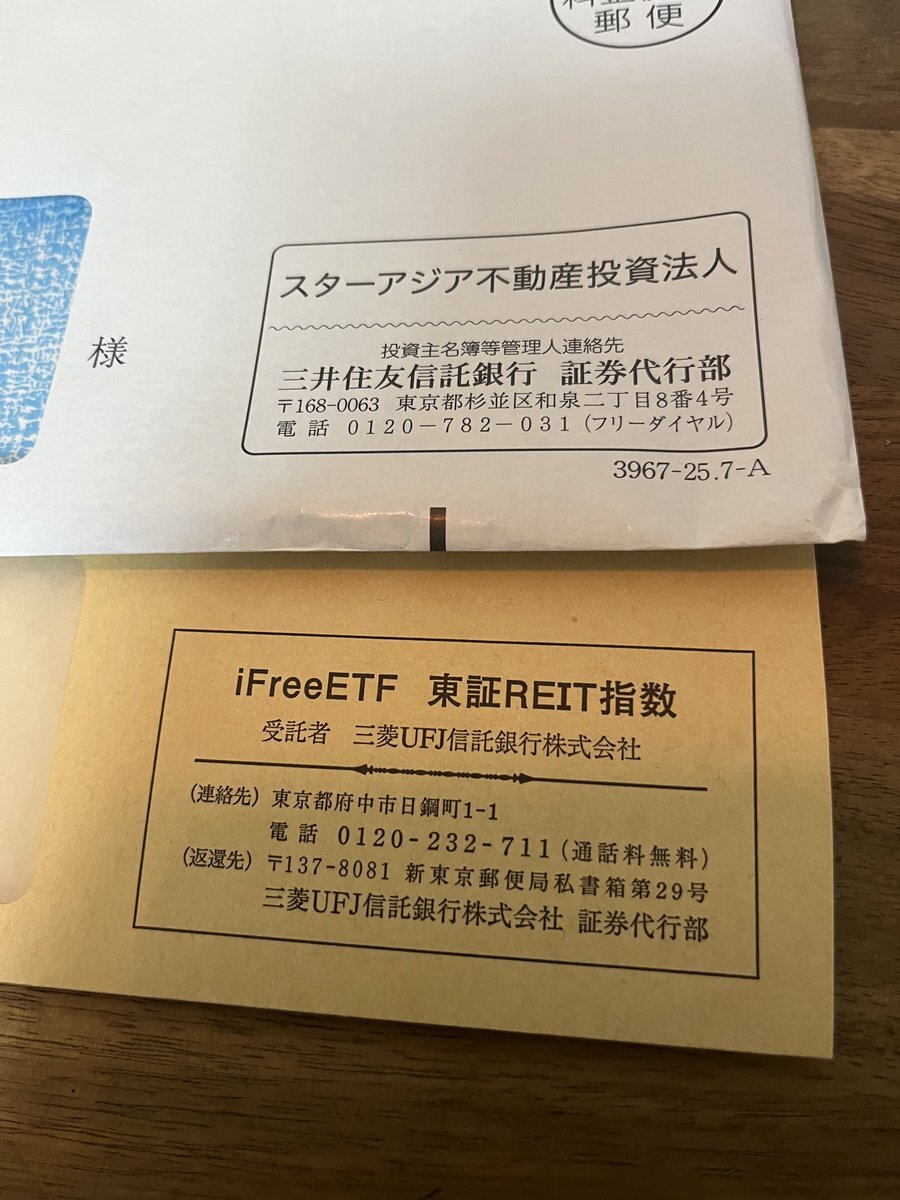 郵便
様
スターアジア不動産投資法人
投資主名簿等管理人連絡先
三井住友信託銀行 証券代行部
〒168-0063 東京都杉並区和泉二丁目8番4号
電話 0120-782-031(フリーダイヤル)
3967-25.7-A
iFreeETF 東証REIT指数
受託者 三菱UFJ信託銀行株式会社
(連絡先) 東京都府中市日鋼町1-1
電話 0120-232-711(通話料無料)
(返還先) 〒137-8081 新東京郵便局私書箱第29号
三菱UFJ信託銀行株式会社 証券代行部